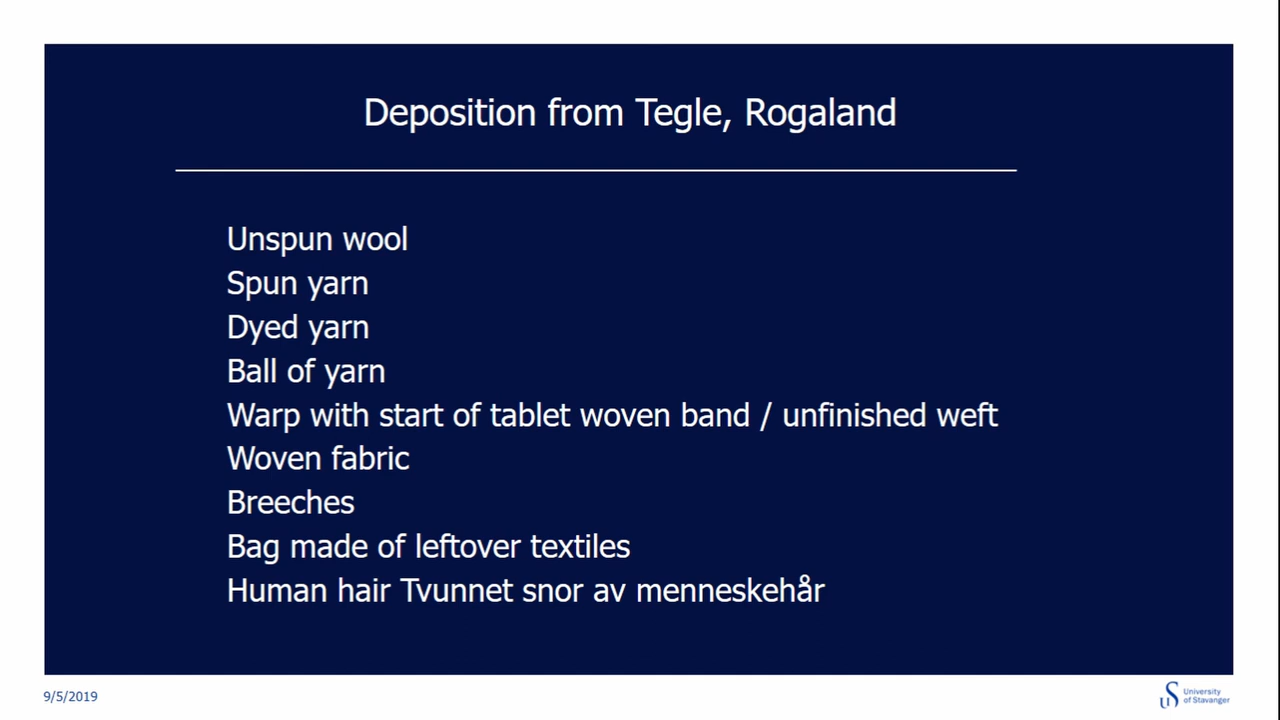 Deposition from Tegle, Rogaland
Unspun wool
Spun yarn
Dyed yarn
Ball of yarn
Warp with start of tablet woven band / unfinished weft
Woven fabric
Breeches
Bag made of leftover textiles
Human hair Tvunnet snor av menneskehår
9/5/2019
University
of Stavanger